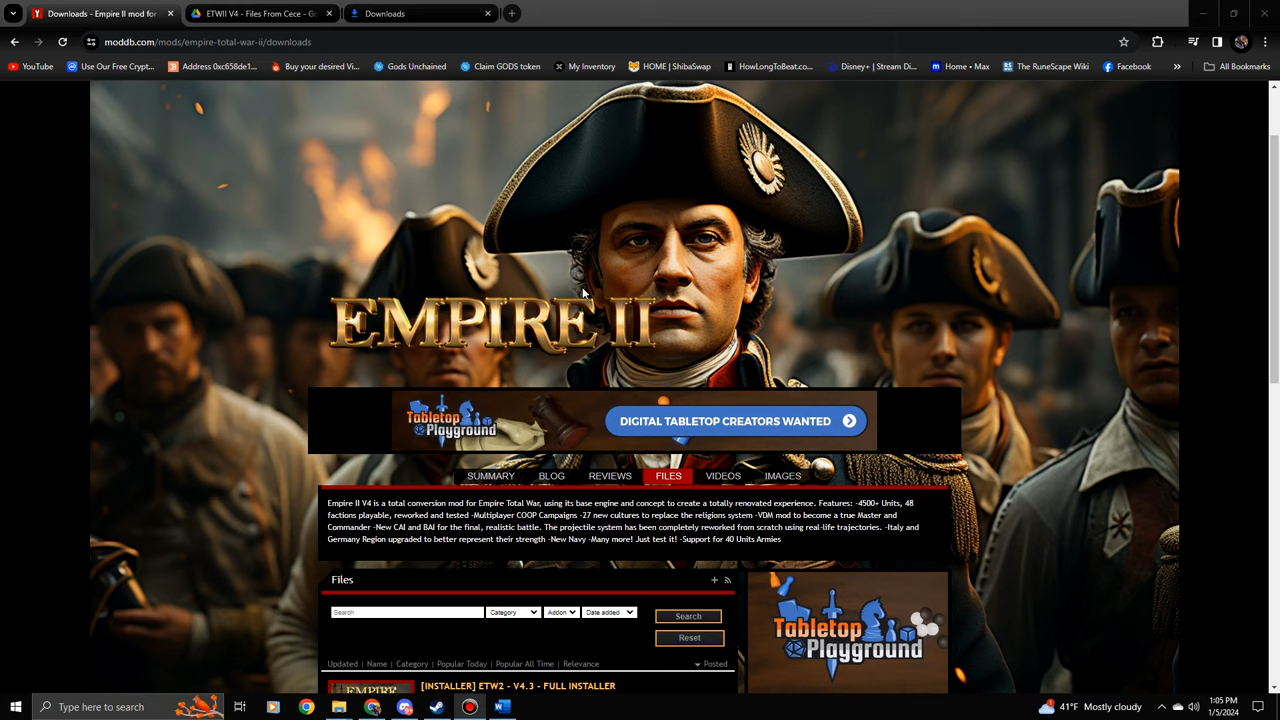 Downloads - Empire II mod for
ETWII V4 - Files From Cece - Go
Downloads
moddb.com/mods/empire-total-war-ii/downloads
YouTube
Use Our Free Crypt...
Address 0xc658de1...
Buy your desired Vi...
Gods Unchained
Claim GODS token
My Inventory
HOME | ShibaSwap
HowLongToBeat.co...
Disney+ | Stream Di...
Home • Max
The RuneScape Wiki
Facebook
»
All Bookmarks
EMPIRE II
Tabletop
Playground
DIGITAL TABLETOP CREATORS WANTED
SUMMARY BLOG REVIEWS FILES VIDEOS IMAGES
Empire II V4 is a total conversion mod for Empire Total War, using its base engine and concept to create a totally renovated experience. Features: -4500+ Units, 48
factions playable, reworked and tested -Multiplayer COOP Campaigns -27 new cultures to replace the religions system -VDM mod to become a true Master and
Commander -New CAI and BAI for the final, realistic battle. The projectile system has been completely reworked from scratch using real-life trajectories. -Italy and
Germany Region upgraded to better represent their strength -New Navy -Many more! Just test it! -Support for 40 Units Armies
Files
Search Category Addon Date added Search
Reset
Updated | Name | Category | Popular Today | Popular All Time | Relevance Posted
Tabletop
Playground
EMPIRE
[INSTALLER] ETW2 - V4.3 - FULL INSTALLER
Type here to search
41°F Mostly cloudy
1:05 PM
1/5/2024